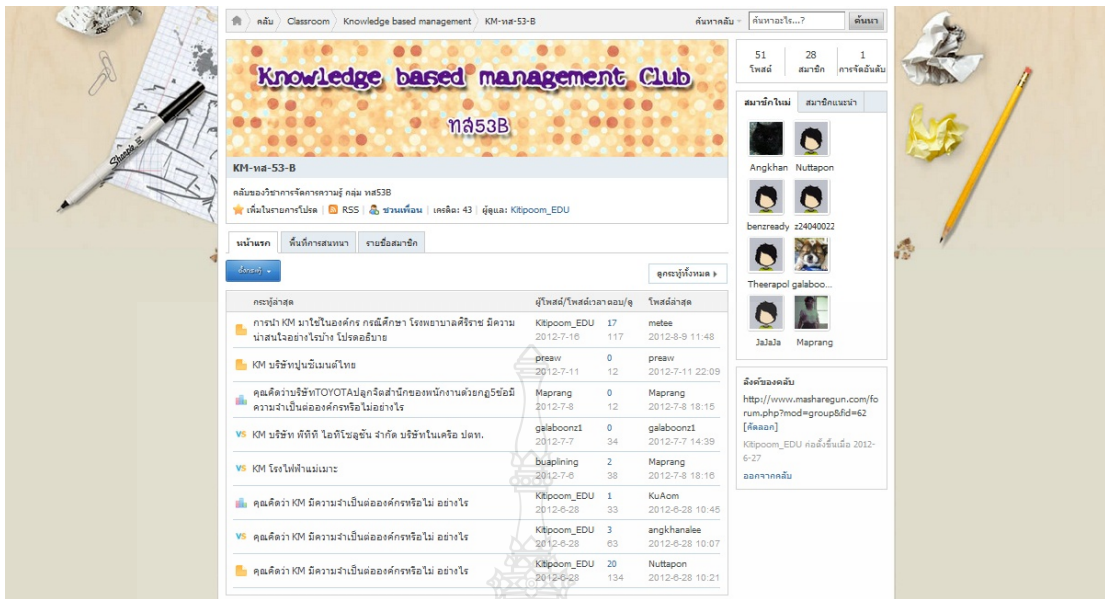 คลับ Classroom Knowledge based management KM-ทส-53-B
ค้นหาคลับ ค้นหาอะไร...? ค้นหา
Knowledge based management Club
ทส53B
KM-ทส-53-B
คลับของวิชาการจัดการความรู้ กลุ่ม ทส53B
เพิ่มในรายการโปรด | RSS | ชวนเพื่อน | เครดิต: 43 | ผู้ดูแล: Kitipoom_EDU
หน้าแรก พื้นที่การสนทนา รายชื่อสมาชิก
ตั้งกระทู้
ดูกระทู้ทั้งหมด
กระทู้ล่าสุด ผู้โพสต์/โพสต์เวลา ตอบ/ดู โพสต์ล่าสุด
การนำ KM มาใช้ในองค์กร กรณีศึกษา โรงพยาบาลศิริราช มีความ Kitipoom_EDU 17 metee
น่าสนใจอย่างไรบ้าง โปรดอธิบาย 2012-7-16 117 2012-8-9 11:48
KM บริษัทปูนซิเมนต์ไทย preaw 0 preaw
2012-7-11 12 2012-7-11 22:09
คุณคิดว่าบริษัทTOYOTAปลูกจิตสำนึกของพนักงานด้วยกฏ5ข้อมี Maprang 0 Maprang
ความจำเป็นต่อองค์กรหรือไม่อย่างไร 2012-7-8 12 2012-7-8 18:15
VS KM บริษัท พีทีที ไอทีโซลูชัน จำกัด บริษัทในเครือ ปตท. galaboonz1 0 galaboonz1
2012-7-7 34 2012-7-7 14:39
VS KM โรงไฟฟ้าแม่เมาะ buaplining 2 Maprang
2012-7-6 38 2012-7-8 18:16
คุณคิดว่า KM มีความจำเป็นต่อองค์กรหรือไม่ อย่างไร Kitipoom_EDU 1 KuAom
2012-6-28 33 2012-6-28 10:45
VS คุณคิดว่า KM มีความจำเป็นต่อองค์กรหรือไม่ อย่างไร Kitipoom_EDU 3 angkhanalee
2012-6-28 63 2012-6-28 10:07
คุณคิดว่า KM มีความจำเป็นต่อองค์กรหรือไม่ อย่างไร Kitipoom_EDU 20 Nuttapon
2012-6-28 134 2012-6-28 10:21
51 28 1
โพสต์ สมาชิก การจัดอันดับ
สมาชิกใหม่ สมาชิกแนะนำ
Angkhan Nuttapon
benzready z24040022
Theerapol galaboo...
JaJaJa Maprang
ลิงค์ของคลับ
http://www.masharegun.com/fo
rum.php?mod=group&fid=62
[คัดลอก]
Kitipoom_EDU ก่อตั้งขึ้นเมื่อ 2012-
6-27
ออกจากคลับ
Sharpie